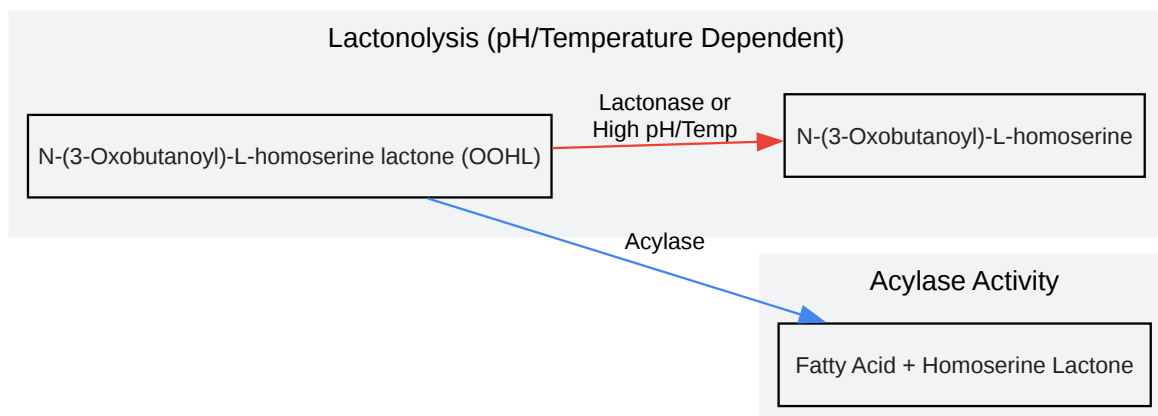 Lactonolysis (pH/Temperature Dependent)
Lactonase or
High pH/Temp
N-(3-Oxobutanoyl)-L-homoserine lactone (OOHL)
N-(3-Oxobutanoyl)-L-homoserine
Acylase
Acylase Activity
Fatty Acid + Homoserine Lactone